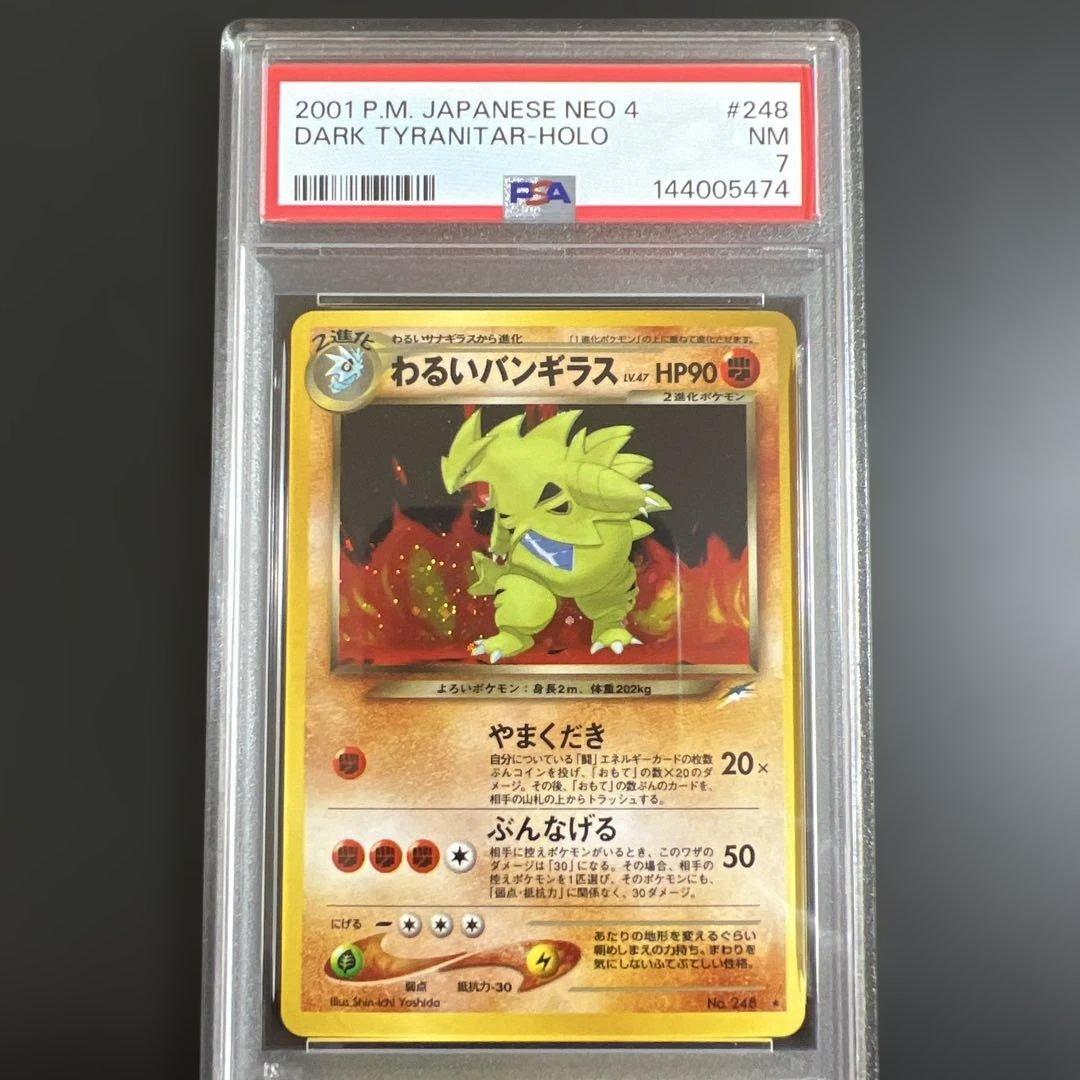 2001 P.M. JAPANESE NEO 4 #248
DARK TYRANITAR-HOLO NM
7
PSA 144005474
2進化 わるいサナギラスから進化 「1進化ポケモン」の上に重ねて進化させます。
わるいバンギラス LV.47 HP90
2進化ポケモン
よろいポケモン：身長2m、体重202kg
やまくだき
自分についている「闘」エネルギーカードの枚数
ぶんコインを投げ、「おもて」の数×20のダ
メージ。その後、「おもて」の数ぶんのカードを、
相手の山札の上からトラッシュする。
20×
ぶんなげる
相手に控えポケモンがいるとき、このワザの
ダメージは「30」になる。その場合、相手の
控えポケモンを1匹選び、そのポケモンにも、
「弱点・抵抗力」に関係なく、30ダメージ。
50
にげる
弱点 抵抗力-30
あたりの地形を変えるぐらい
朝めしまえの力持ち。まわりを
気にしないふてぶてしい性格。
Illus. Shin-ichi Yoshida No. 248 ★